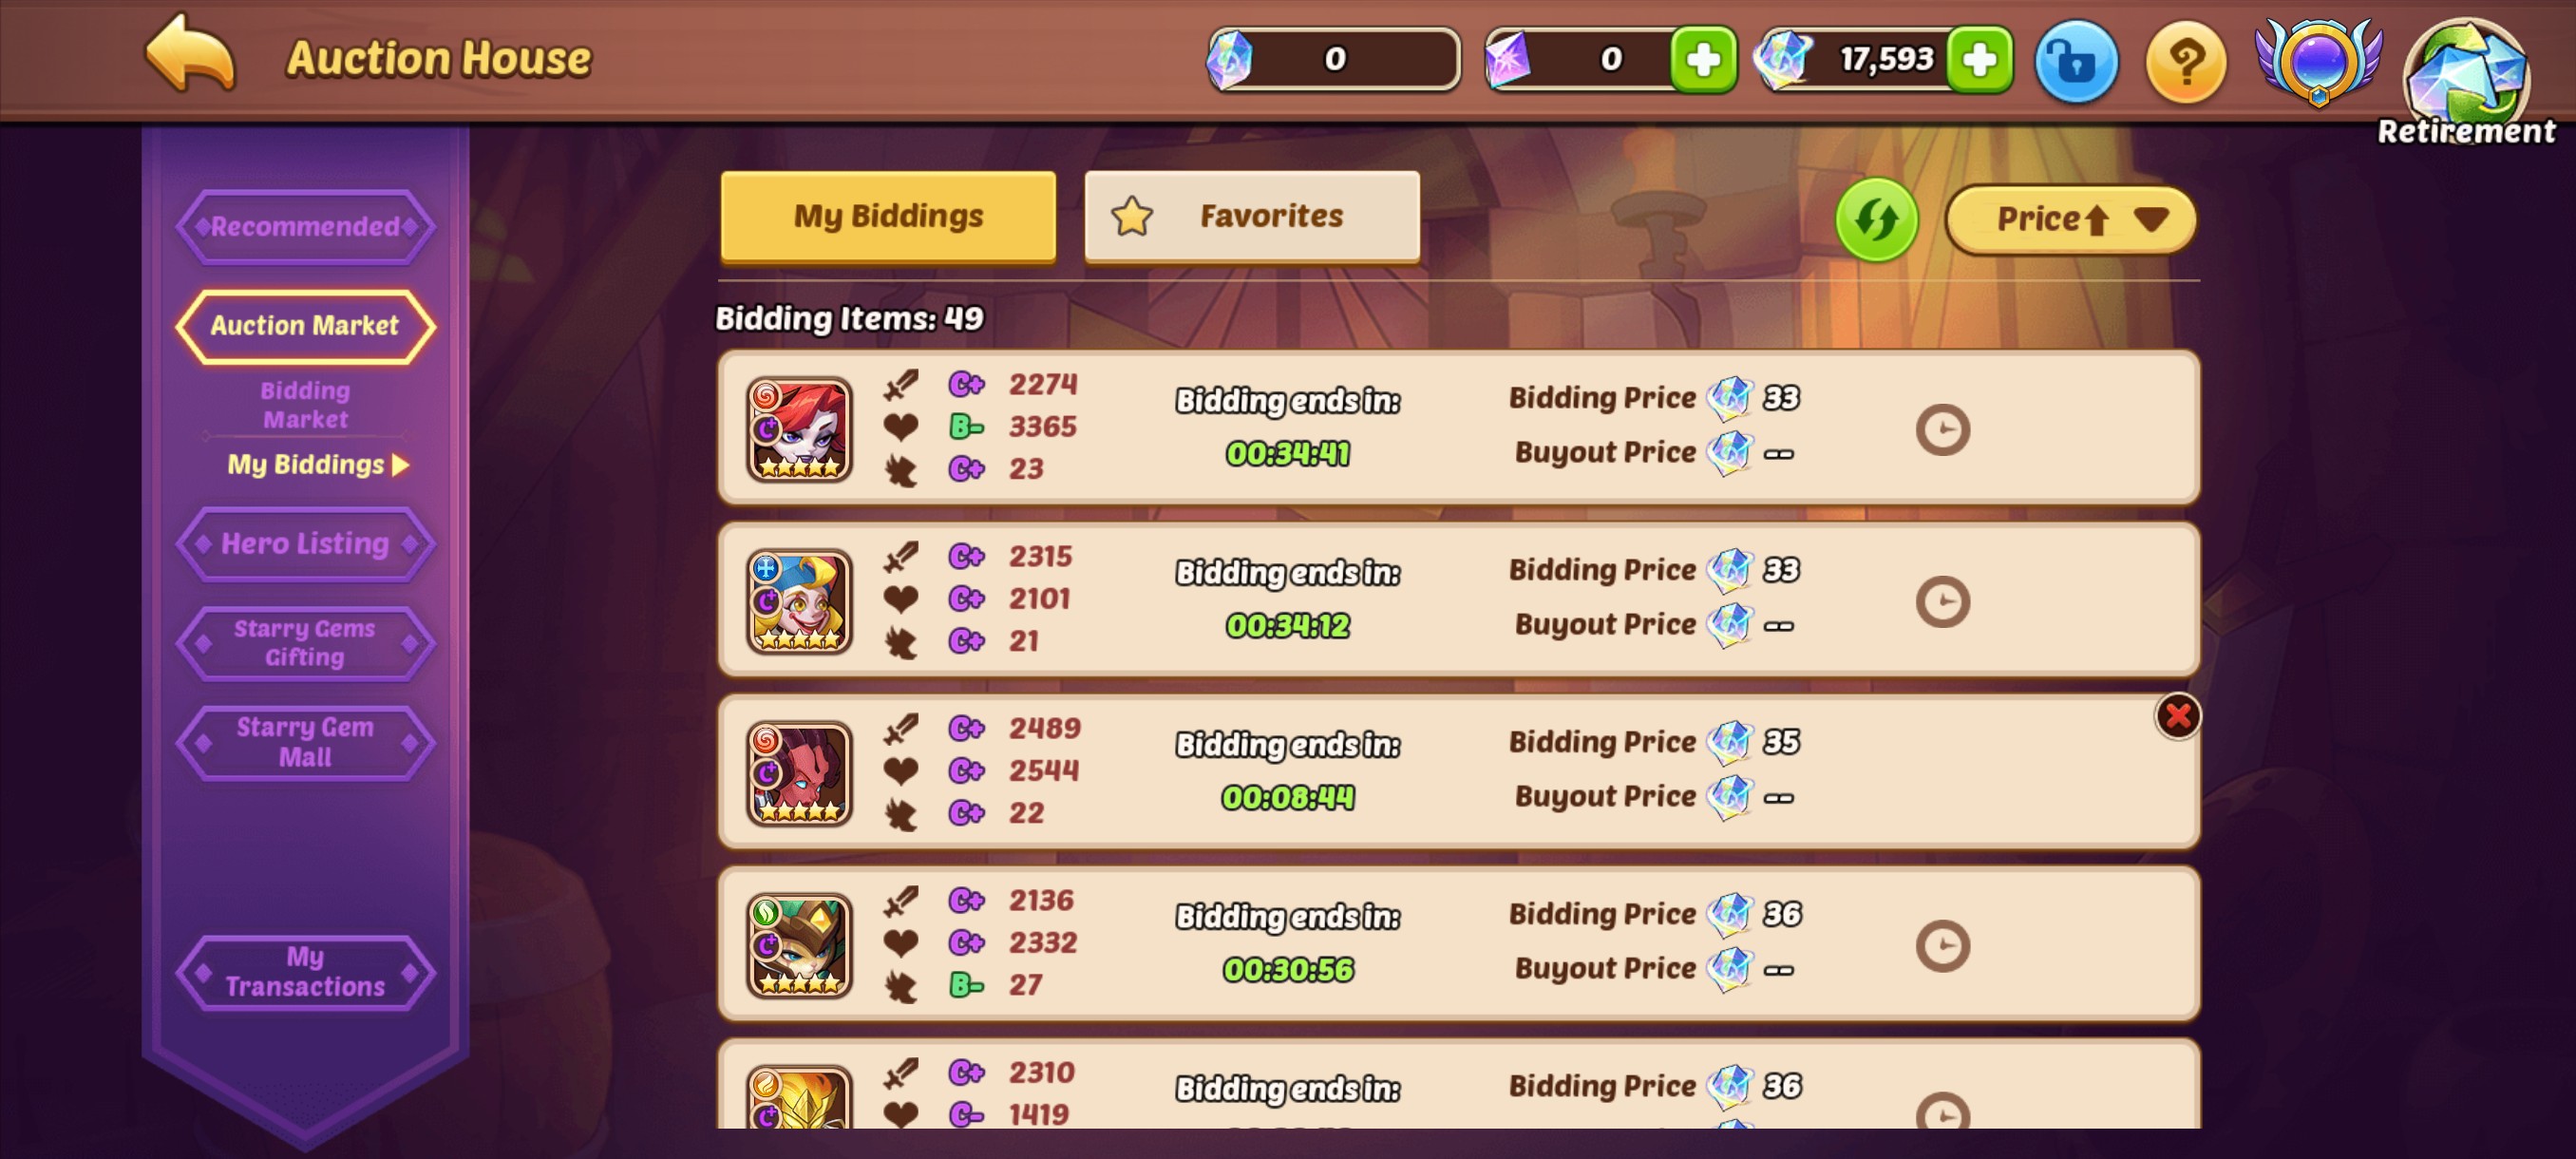 Auction House
0
0
17,593
Retirement
Recommended
Auction Market
Bidding
Market
My Biddings
Hero Listing
Starry Gems
Gifting
Starry Gem
Mall
My
Transactions
My Biddings
Favorites
Price
Bidding Items: 49
C+ 2274
B- 3365
C+ 23
C+
Bidding ends in:
00:34:41
Bidding Price 33
Buyout Price --
C+ 2315
C+ 2101
C+ 21
C+
Bidding ends in:
00:34:12
Bidding Price 33
Buyout Price --
C+ 2489
C+ 2544
C+ 22
C+
Bidding ends in:
00:08:44
Bidding Price 35
Buyout Price --
C+ 2136
C+ 2332
B- 27
C+
Bidding ends in:
00:30:56
Bidding Price 36
Buyout Price --
C+ 2310
C- 1419
C+
Bidding ends in:
Bidding Price 36